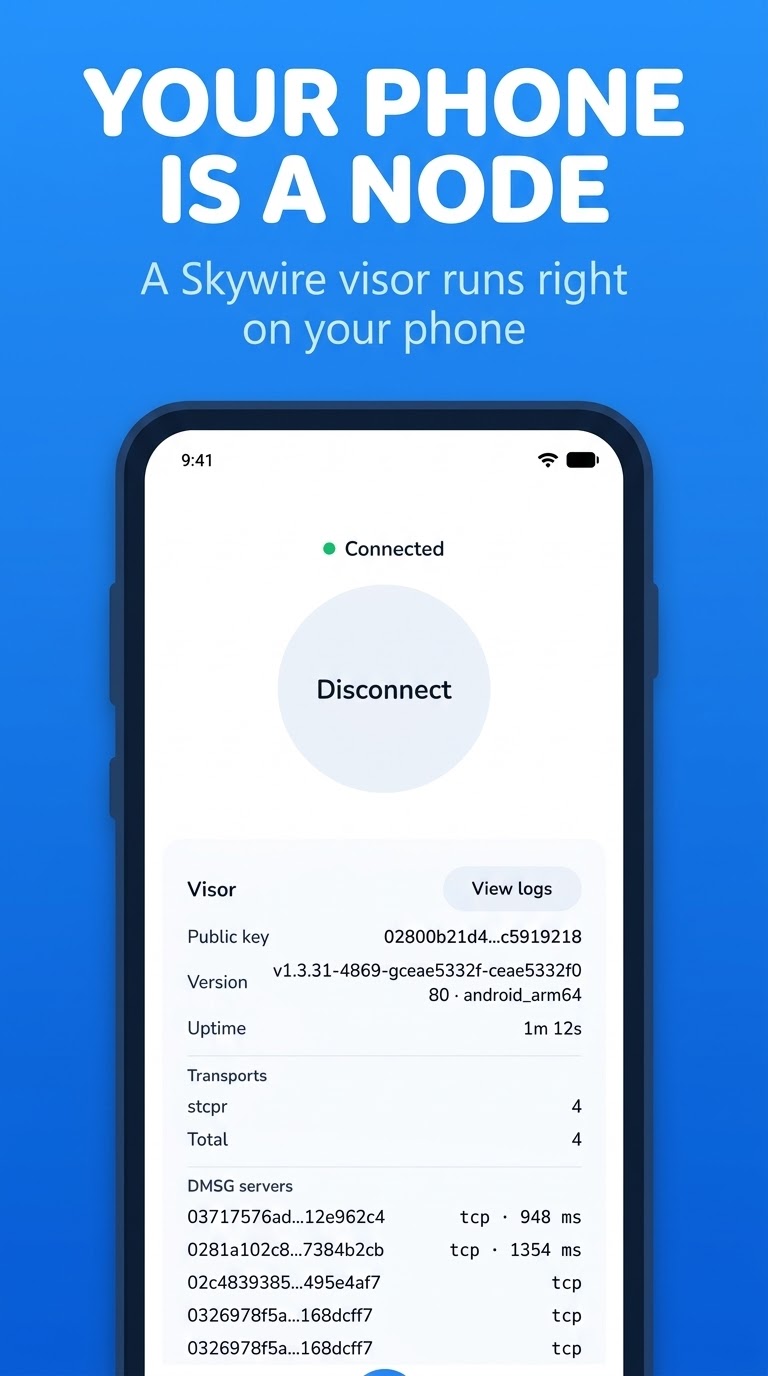 YOUR PHONE
IS A NODE
A Skywire visor runs right
on your phone
9:41
Connected
Disconnect
Visor
View logs
Public key 02800b21d4...c5919218
Version v1.3.31-4869-gceae5332f-ceae5332f0
80 · android_arm64
Uptime 1m 12s
Transports
stcpr 4
Total 4
DMSG servers
03717576ad...12e962c4 tcp · 948 ms
0281a102c8...7384b2cb tcp · 1354 ms
02c4839385...495e4af7 tcp
0326978f5a...168dcff7 tcp
0326978f5a...168dcff7 tcp